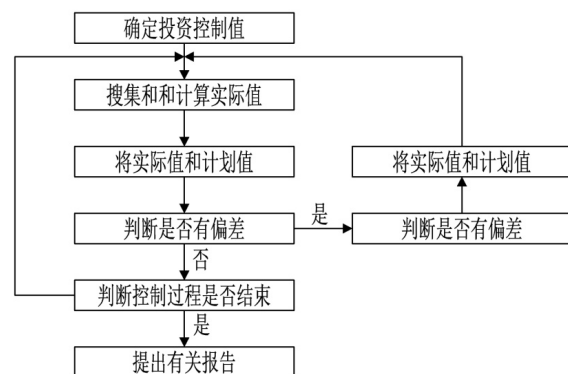 确定投资控制值
搜集和和计算实际值
将实际值和计划值
将实际值和计划值
判断是否有偏差
是
判断是否有偏差
否
判断控制过程是否结束
是
提出有关报告